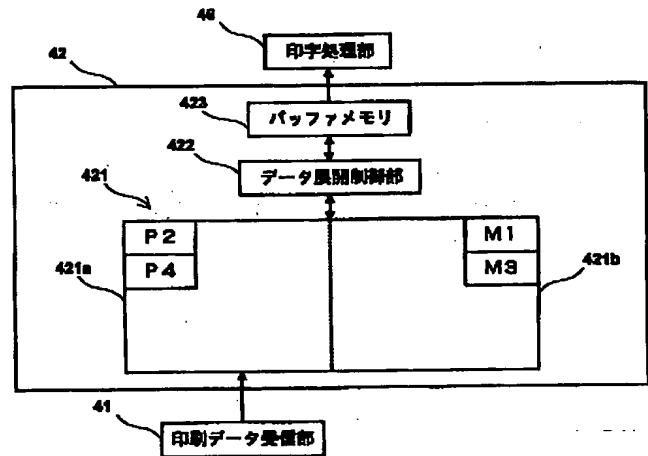 46
印字処理部
42
423
バッファメモリ
422
データ展開制御部
421
P2
M1
P4
M3
421a
421b
41
印刷データ受信部